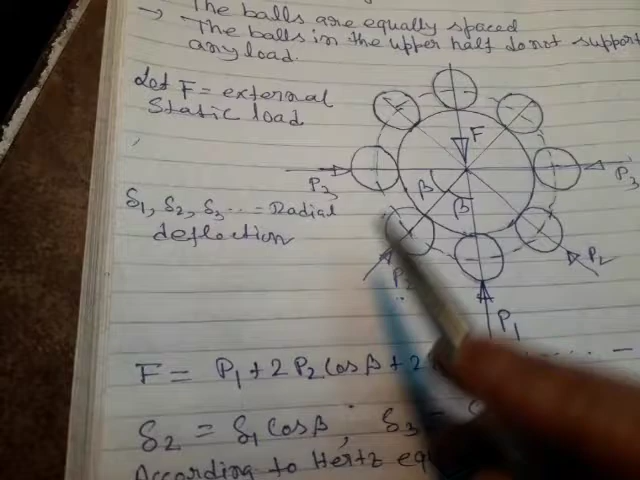 The balls are equally spaced
→ The balls in the upper half do not support
any load.
Let F = external
Static load
F
P3
P3
β
β
δ1, δ2, δ3 ... = Radial
deflection
P2
P2
P1
F = P1 + 2 P2 Cos β + 2
δ2 = δ1 Cos β ; δ3 =
According to Hertz equ